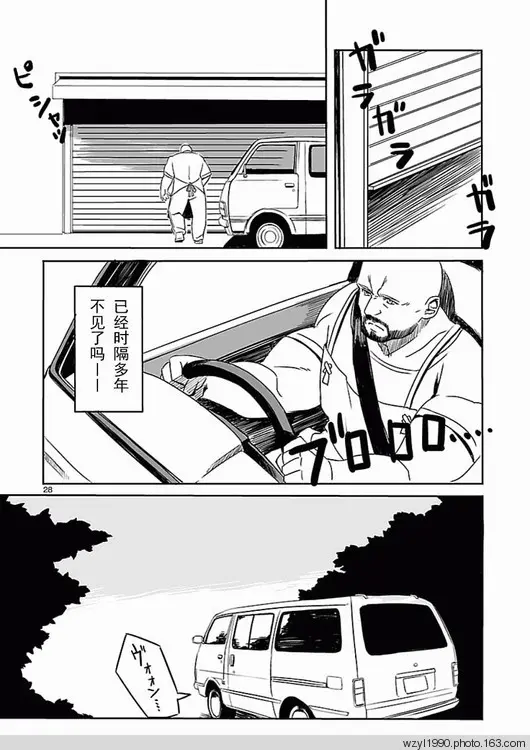 ガラガラガラ
ピシャッ
已经时隔多年
不见了吗——
ブロロロ……
28
ヴォォン…
wzyl1990.photo.163.com